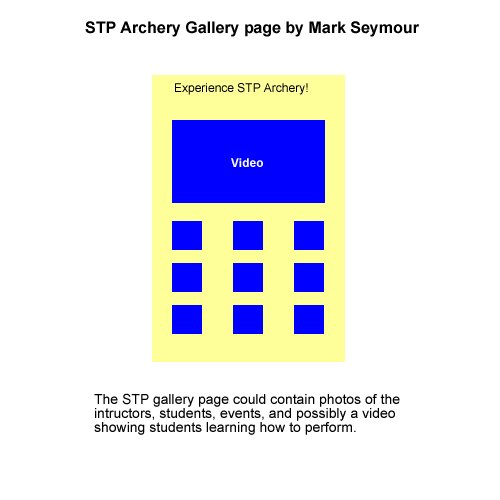 STP Archery Gallery page by Mark Seymour
Experience STP Archery!
Video
The STP gallery page could contain photos of the
intructors, students, events, and possibly a video
showing students learning how to perform.